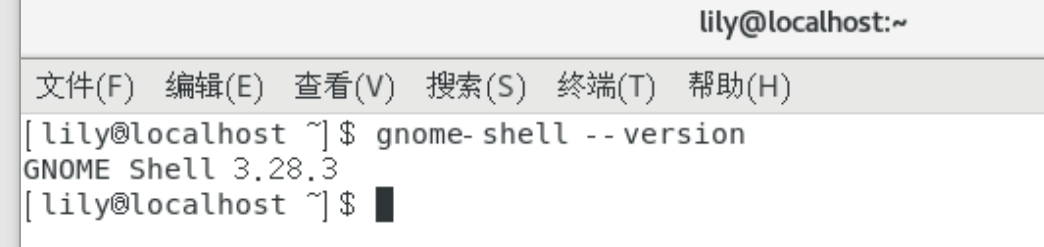 lily@localhost:~
文件(F) 编辑(E) 查看(V) 搜索(S) 终端(T) 帮助(H)
[lily@localhost ~]$ gnome-shell --version
GNOME Shell 3.28.3
[lily@localhost ~]$